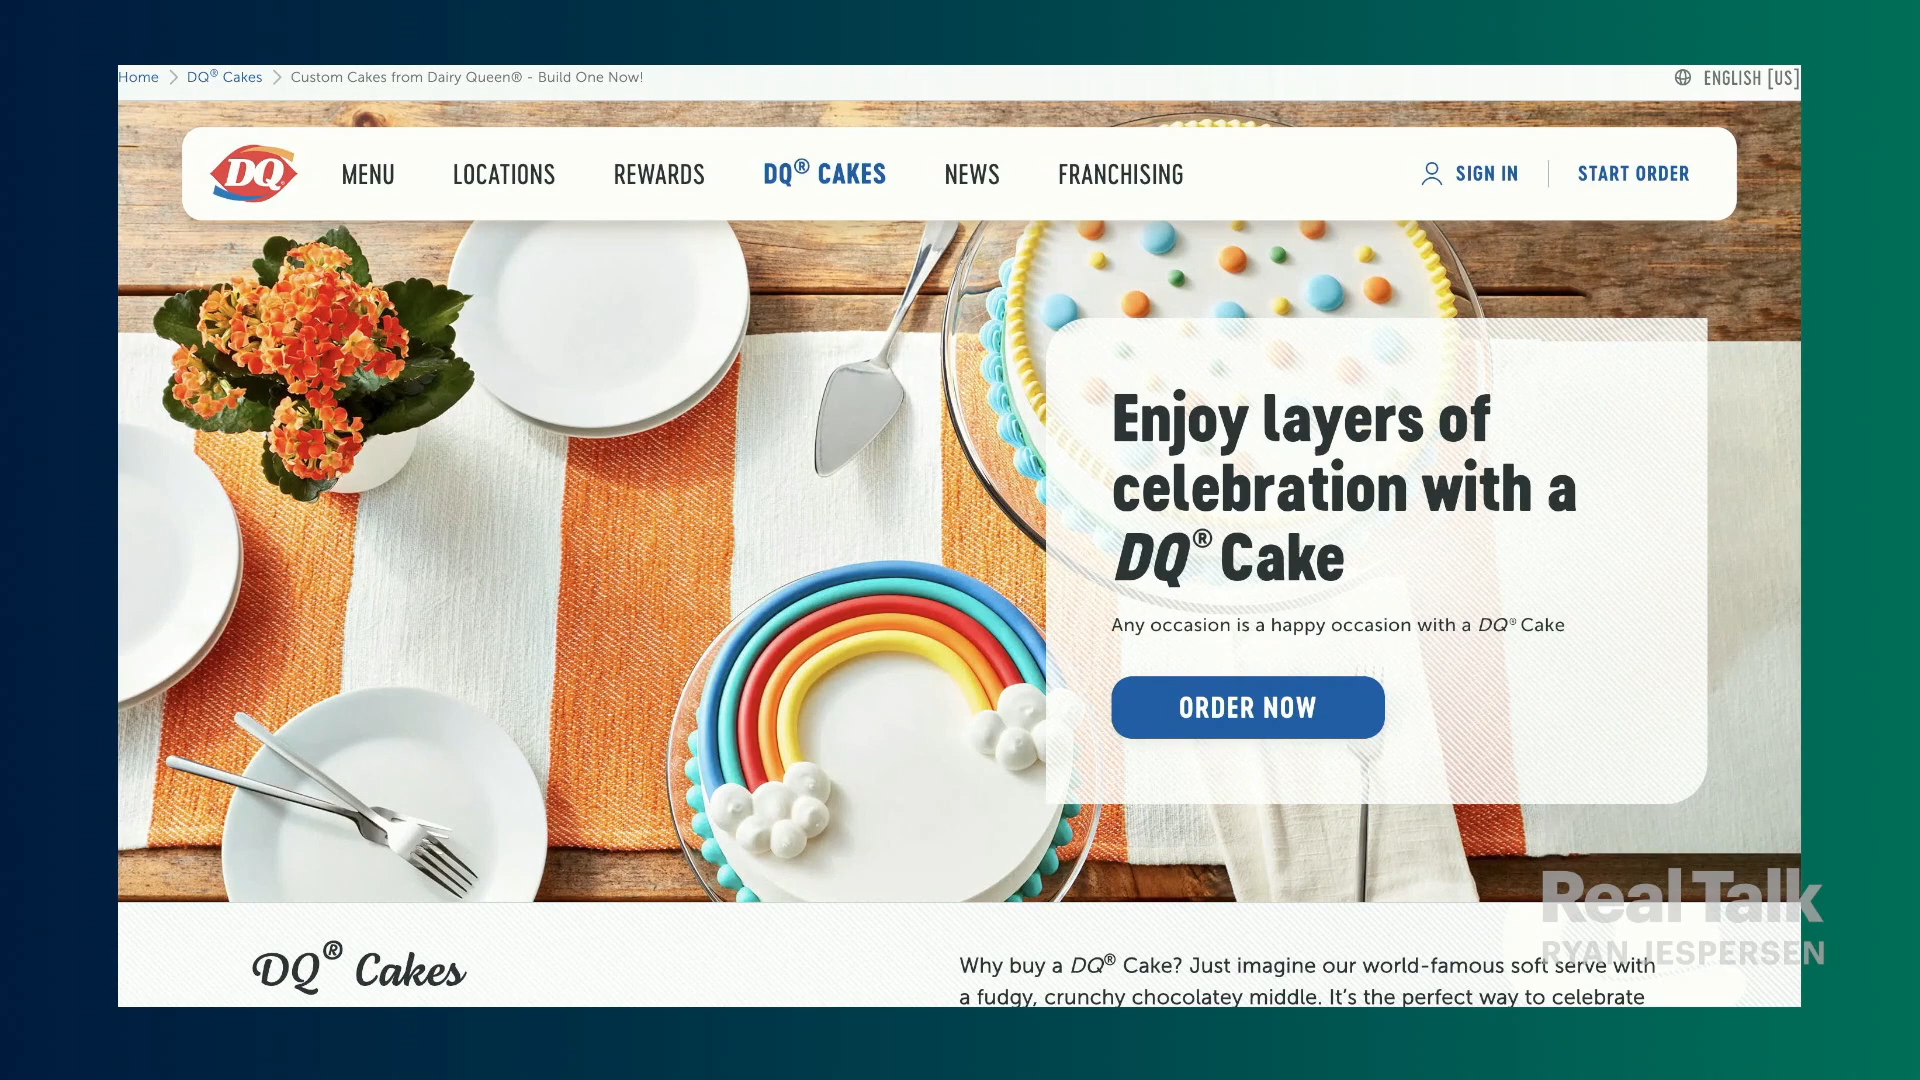 Home > DQ® Cakes > Custom Cakes from Dairy Queen® - Build One Now!
ENGLISH [US]
DQ MENU LOCATIONS REWARDS DQ® CAKES NEWS FRANCHISING SIGN IN START ORDER
Enjoy layers of
celebration with a
DQ® Cake
Any occasion is a happy occasion with a DQ® Cake
ORDER NOW
DQ® Cakes
Why buy a DQ® Cake? Just imagine our world-famous soft serve with
a fudgy, crunchy chocolatey middle. It's the perfect way to celebrate
Real Talk
RYAN JESPERSEN